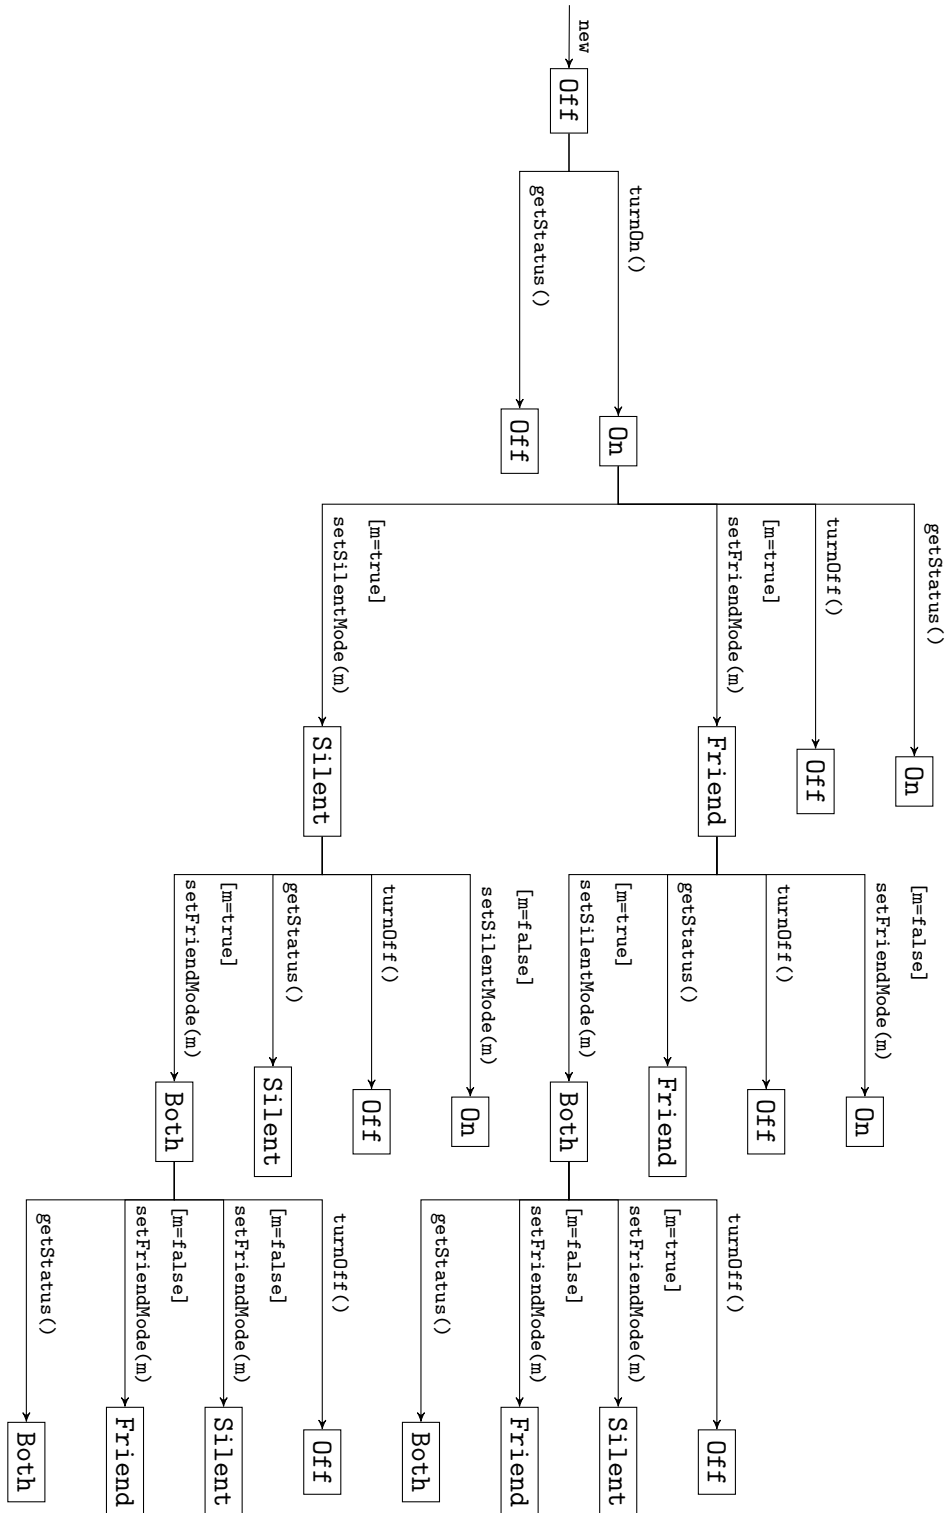 new
Off
turnOn()
getStatus()
On
Off
getStatus()
turnOff()
[m=true]
setFriendMode(m)
[m=true]
setSilentMode(m)
On
Off
Friend
Silent
[m=false]
setFriendMode(m)
turnOff()
getStatus()
[m=true]
setSilentMode(m)
[m=false]
setSilentMode(m)
turnOff()
getStatus()
[m=true]
setFriendMode(m)
On
Off
Friend
Both
On
Off
Silent
Both
turnOff()
[m=true]
setFriendMode(m)
[m=false]
setFriendMode(m)
getStatus()
turnOff()
[m=false]
setFriendMode(m)
[m=false]
setFriendMode(m)
getStatus()
Off
Silent
Friend
Both
Off
Silent
Friend
Both